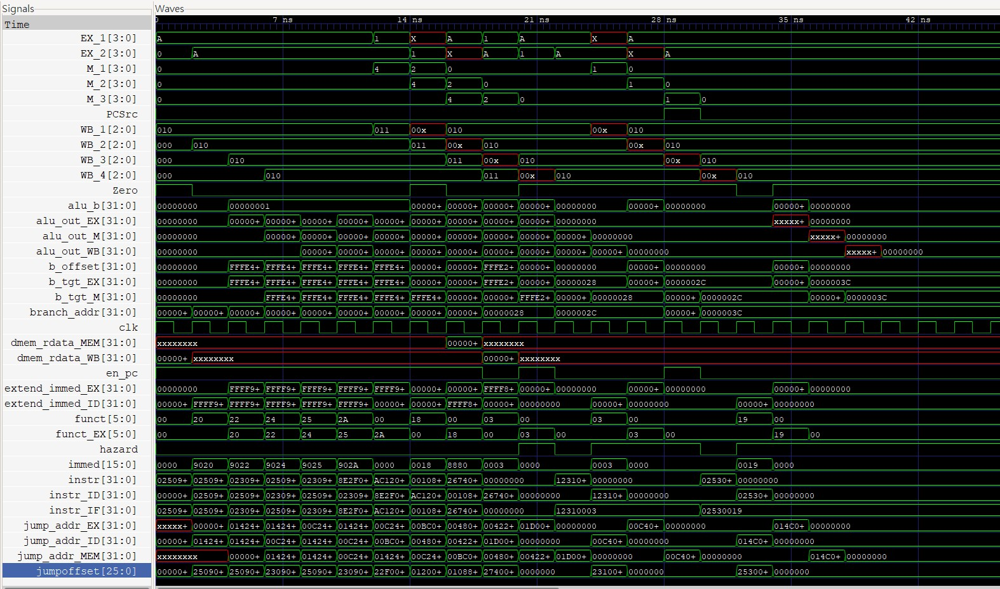 Signals Waves
Time 0 7 ns 14 ns 21 ns 28 ns 35 ns 42 ns
EX_1[3:0] A 1 X A 1 A X A
EX_2[3:0] 0 A 1 X A 1 A X A
M_1[3:0] 0 4 2 0 1 0
M_2[3:0] 0 4 2 0 1 0
M_3[3:0] 0 4 2 0 1 0
PCSrc
WB_1[2:0] 010 011 00x 010 00x 010
WB_2[2:0] 000 010 011 00x 010 00x 010
WB_3[2:0] 000 010 011 00x 010 00x 010
WB_4[2:0] 000 010 011 00x 010 00x 010
Zero
alu_b[31:0] 00000000 00000001 00000+ 00000+ 00000+ 00000+ 00000000 00000+ 00000000 00000+ 00000000
alu_out_EX[31:0] 00000000 00000+ 00000+ 00000+ 00000+ 00000+ 00000+ 00000+ 00000+ 00000+ 00000000 xxxxx+ 00000000
alu_out_M[31:0] 00000000 00000+ 00000+ 00000+ 00000+ 00000+ 00000+ 00000+ 00000+ 00000+ 00000000 xxxxx+ 00000000
alu_out_WB[31:0] 00000000 00000+ 00000+ 00000+ 00000+ 00000+ 00000+ 00000+ 00000+ 00000+ 00000000 xxxxx+ 00000000
b_offset[31:0] 00000000 FFFE4+ FFFE4+ FFFE4+ FFFE4+ FFFE4+ 00000+ 00000+ FFFE2+ 00000+ 00000000 00000+ 00000000 00000+ 00000000
b_tgt_EX[31:0] 00000000 FFFE4+ FFFE4+ FFFE4+ FFFE4+ FFFE4+ 00000+ 00000+ FFFE2+ 00000+ 00000028 00000+ 0000002C 00000+ 0000003C
b_tgt_M[31:0] 00000000 FFFE4+ FFFE4+ FFFE4+ FFFE4+ FFFE4+ 00000+ 00000+ FFFE2+ 00000+ 00000028 00000+ 0000002C 00000+ 0000003C
branch_addr[31:0] 00000+ 00000+ 00000+ 00000+ 00000+ 00000+ 00000+ 00000+ 00000+ 00000028 0000002C 00000+ 0000003C
clk
dmem_rdata_MEM[31:0] xxxxxxxx 00000+ xxxxxxxx
dmem_rdata_WB[31:0] 00000+ xxxxxxxx 00000+ xxxxxxxx
en_pc
extend_immed_EX[31:0] 00000000 FFFF9+ FFFF9+ FFFF9+ FFFF9+ FFFF9+ 00000+ 00000+ FFFF8+ 00000+ 00000000 00000+ 00000000 00000+ 00000000
extend_immed_ID[31:0] 00000+ FFFF9+ FFFF9+ FFFF9+ FFFF9+ FFFF9+ 00000+ 00000+ FFFF8+ 00000+ 00000000 00000+ 00000000 00000+ 00000000
funct[5:0] 00 20 22 24 25 2A 00 18 00 03 00 03 00 19 00
funct_EX[5:0] 00 20 22 24 25 2A 00 18 00 03 00 03 00 19 00
hazard
immed[15:0] 0000 9020 9022 9024 9025 902A 0000 0018 8880 0003 0000 0003 0000 0019 0000
instr[31:0] 02509+ 02509+ 02309+ 02509+ 02309+ 8E2F0+ AC120+ 00108+ 26740+ 00000000 12310+ 00000000 02530+ 00000000
instr_ID[31:0] 00000+ 02509+ 02509+ 02309+ 02509+ 02309+ 8E2F0+ AC120+ 00108+ 26740+ 00000000 12310+ 00000000 02530+ 00000000
instr_IF[31:0] 02509+ 02509+ 02309+ 02509+ 02309+ 8E2F0+ AC120+ 00108+ 26740+ 00000000 12310003 02530019
jump_addr_EX[31:0] xxxxx+ 00000+ 01424+ 01424+ 00C24+ 01424+ 00C24+ 00BC0+ 00480+ 00422+ 01D00+ 00000000 00C40+ 00000000 014C0+ 00000000
jump_addr_ID[31:0] 00000+ 01424+ 01424+ 00C24+ 01424+ 00C24+ 00BC0+ 00480+ 00422+ 01D00+ 00000000 00C40+ 00000000 014C0+ 00000000
jump_addr_MEM[31:0] xxxxxxxx 00000+ 01424+ 01424+ 00C24+ 01424+ 00C24+ 00BC0+ 00480+ 00422+ 01D00+ 00000000 00C40+ 00000000 014C0+ 00000000
jumpoffset[25:0] 00000+ 25090+ 25090+ 23090+ 25090+ 23090+ 22F00+ 01200+ 01088+ 27400+ 0000000 23100+ 0000000 25300+ 0000000